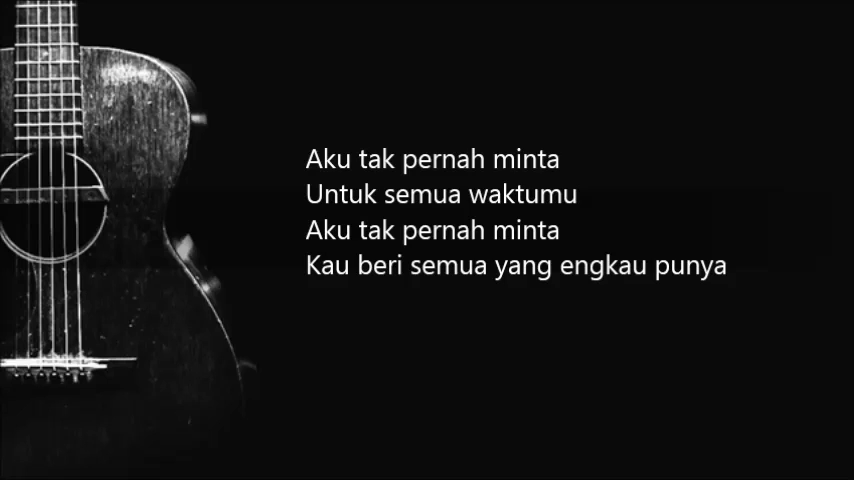 Aku tak pernah minta
Untuk semua waktumu
Aku tak pernah minta
Kau beri semua yang engkau punya